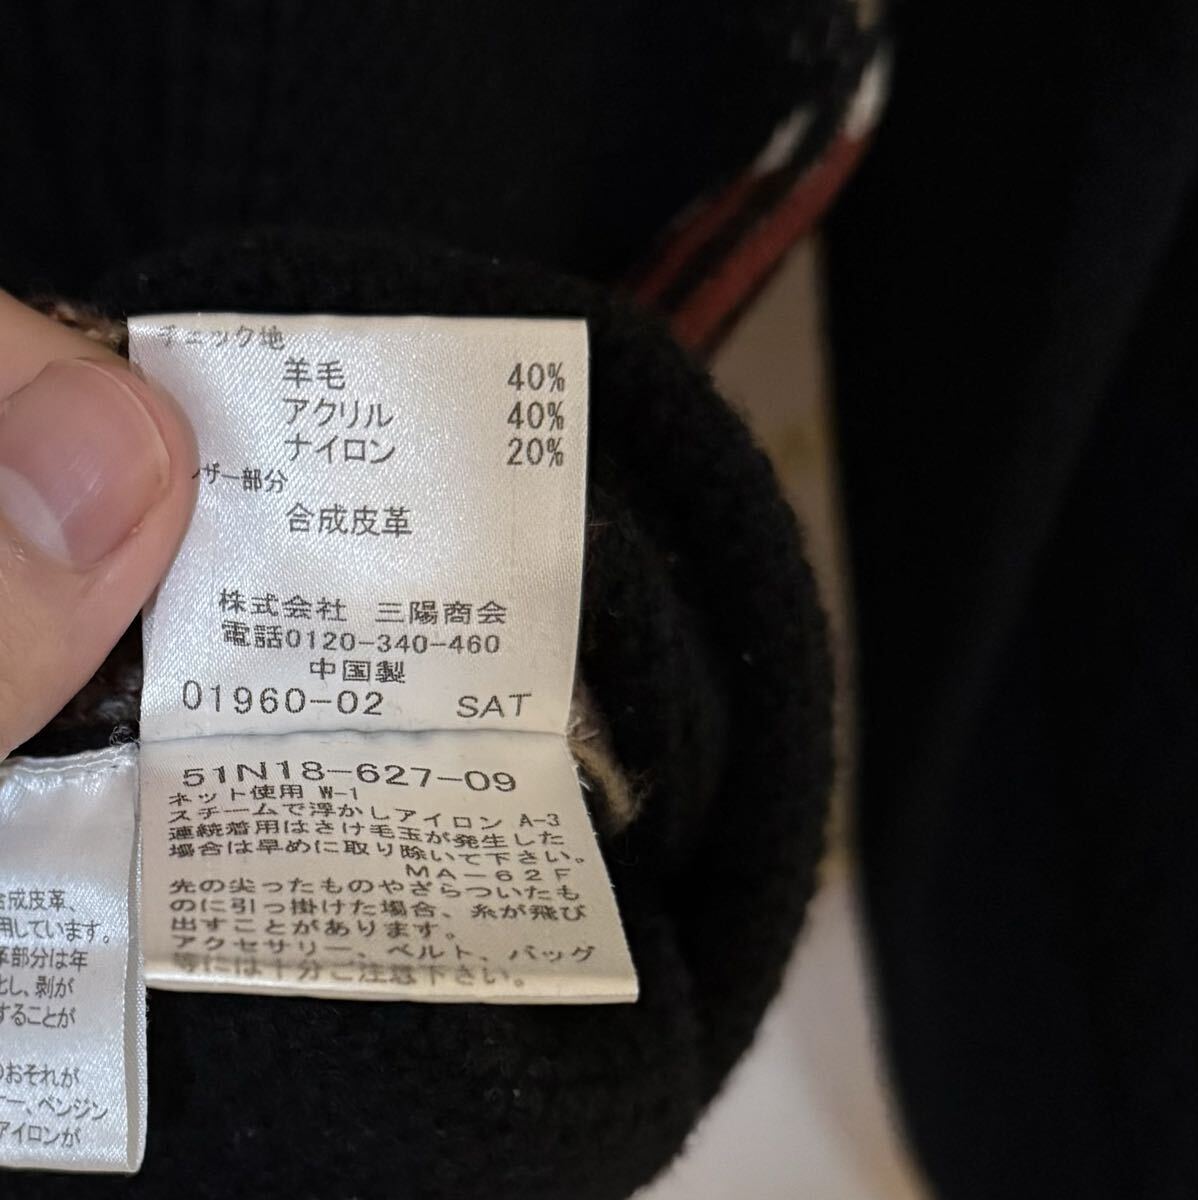 チェック地
羊毛 40%
アクリル 40%
ナイロン 20%
ザー部分
合成皮革
株式会社 三陽商会
電話0120-340-460
中国製
01960-02 SAT
51N18-627-09
ネット使用 W-1
スチームで浮かしアイロン A-3
連続着用はさけ毛玉が発生した
場合は早めに取り除いて下さい。
MA-62F
先の尖ったものやざらついたも
のに引っ掛けた場合、糸が飛び
出すことがあります。
アクセサリー、ベルト、バッグ
等には十分ご注意下さい。
合成皮革、
用しています。
革部分は年
化し、剥が
することが
のおそれが
ー、ベンジン
アイロンが